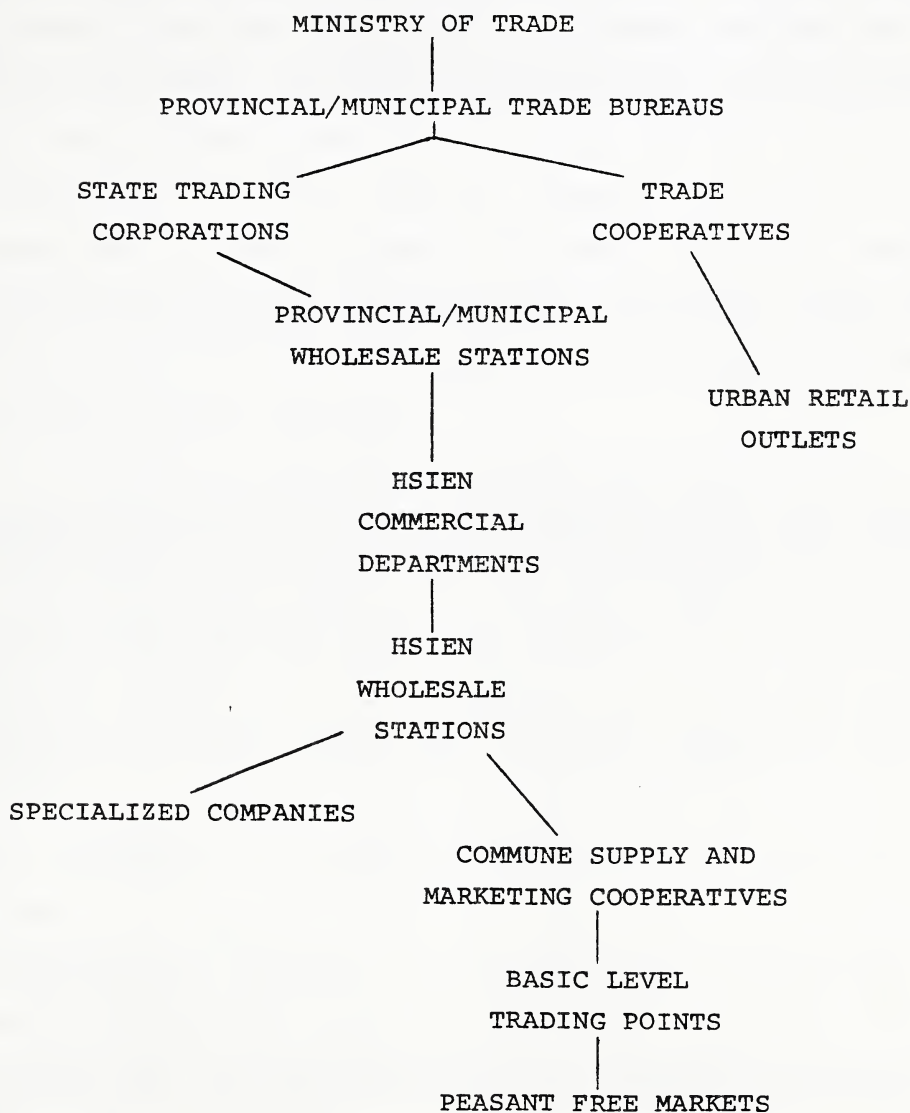 MINISTRY OF TRADE
PROVINCIAL/MUNICIPAL TRADE BUREAUS
STATE TRADING
CORPORATIONS
TRADE
COOPERATIVES
PROVINCIAL/MUNICIPAL
WHOLESALE STATIONS
URBAN RETAIL
OUTLETS
HSIEN
COMMERCIAL
DEPARTMENTS
HSIEN
WHOLESALE
STATIONS
SPECIALIZED COMPANIES
COMMUNE SUPPLY AND
MARKETING COOPERATIVES
BASIC LEVEL
TRADING POINTS
PEASANT FREE MARKETS